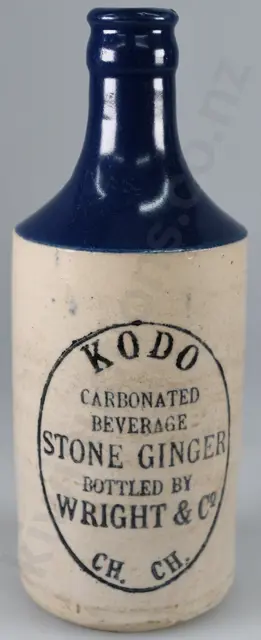 KODO
CARBONATED
BEVERAGE
STONE GINGER
BOTTLED BY
WRIGHT & Co.
CH. CH.